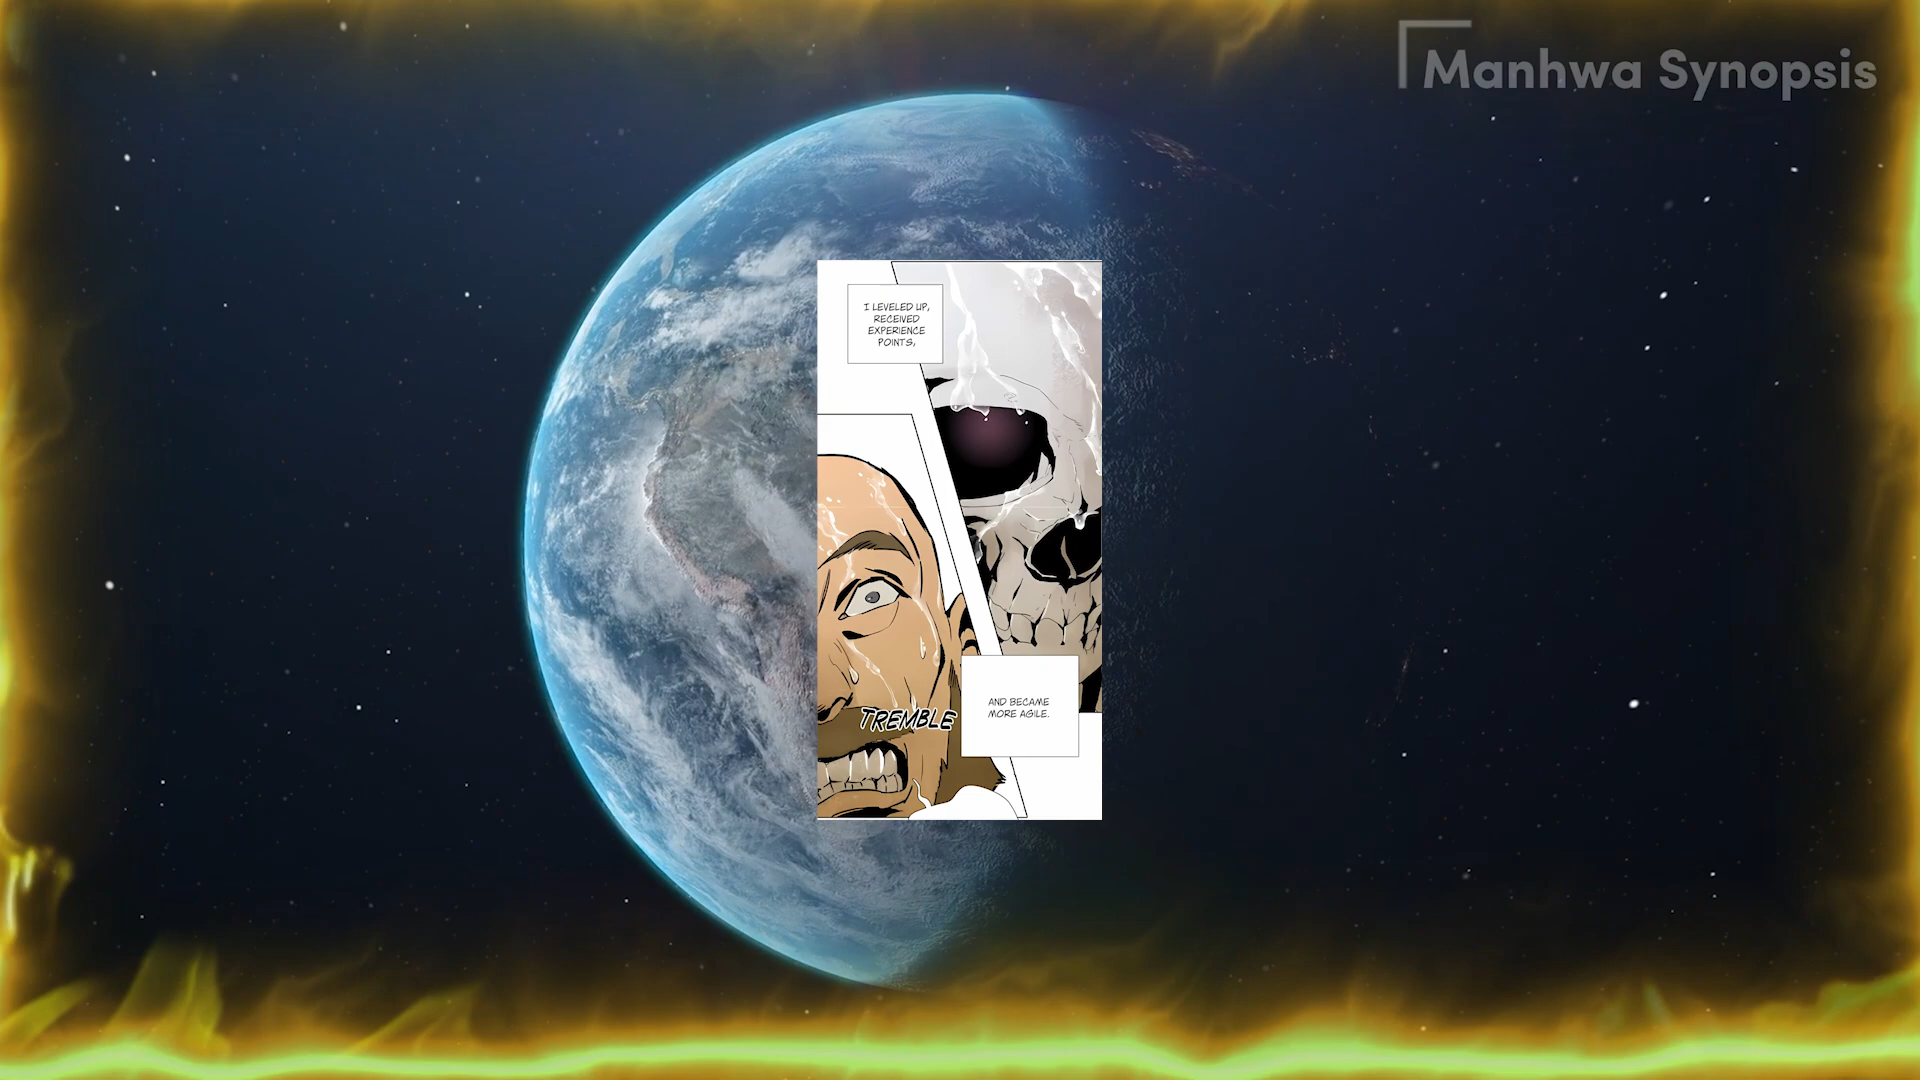 Manhwa Synopsis
I LEVELED UP,
RECEIVED
EXPERIENCE
POINTS,
TREMBLE
AND BECAME
MORE AGILE.